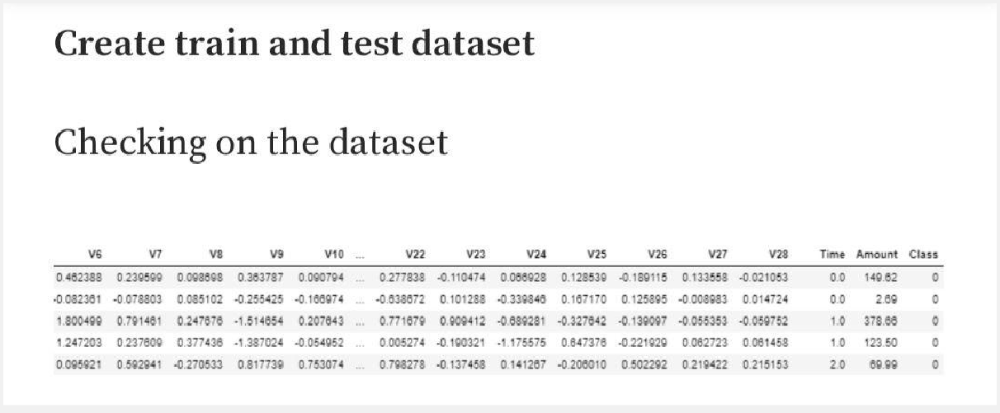 Create train and test dataset
Checking on the dataset
V6 V7 V8 V9 V10 ... V22 V23 V24 V25 V26 V27 V28 Time Amount Class
0.462388 0.239599 0.098698 0.363787 0.090794 ... 0.277838 -0.110474 0.066928 0.128539 -0.189115 0.133558 -0.021053 0.0 149.62 0
-0.082361 -0.078803 0.085102 -0.255425 -0.166974 ... -0.638672 0.101288 -0.339846 0.167170 0.125895 -0.008983 0.014724 0.0 2.69 0
1.800499 0.791461 0.247676 -1.514654 0.207643 ... 0.771679 0.909412 -0.689281 -0.327642 -0.139097 -0.055353 -0.059752 1.0 378.66 0
1.247203 0.237609 0.377436 -1.387024 -0.054952 ... 0.005274 -0.190321 -1.175575 0.647376 -0.221929 0.062723 0.061458 1.0 123.50 0
0.095921 0.592941 -0.270533 0.817739 0.753074 ... 0.798278 -0.137458 0.141267 -0.206010 0.502292 0.219422 0.215153 2.0 69.99 0